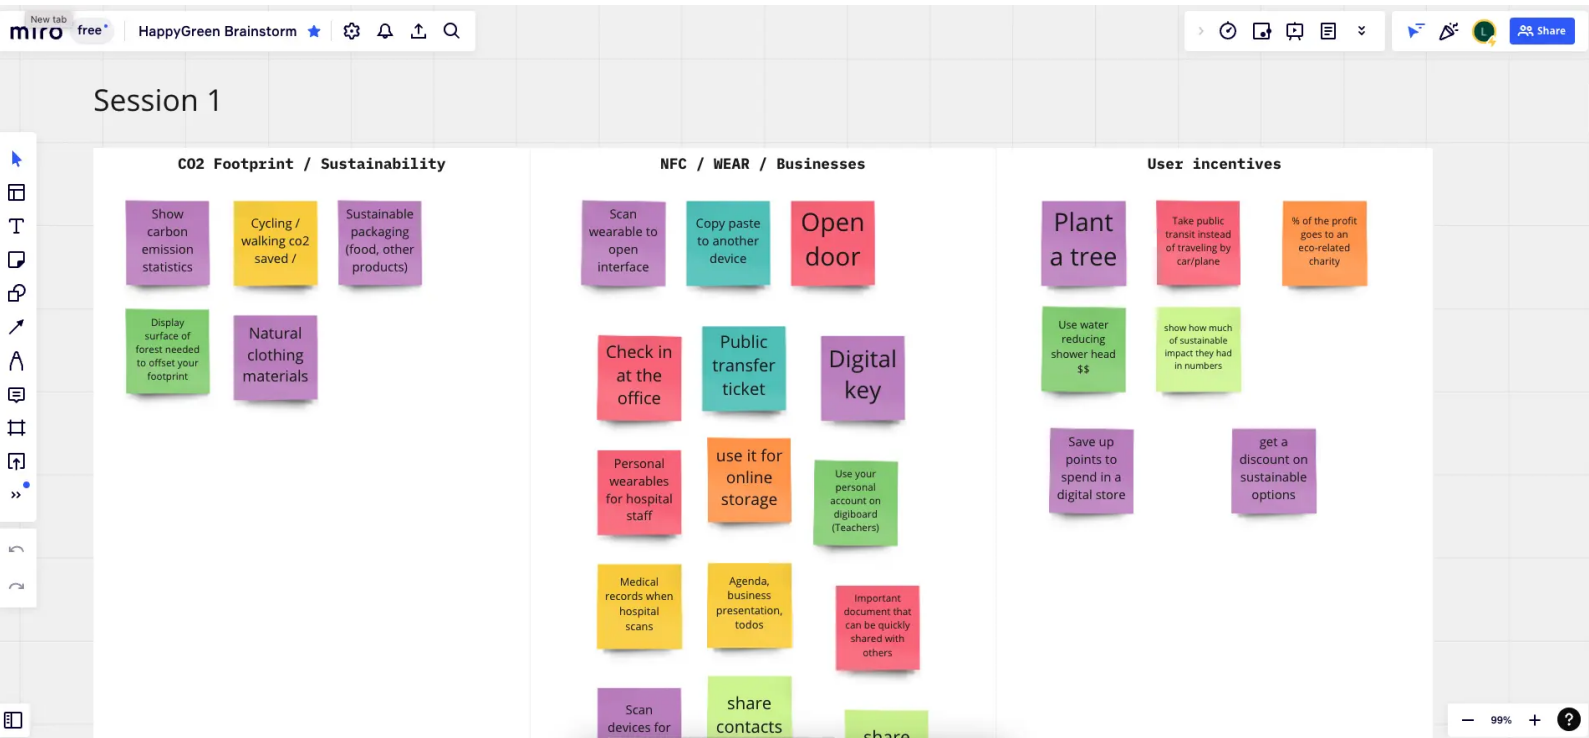 New tab
miro
free
HappyGreen Brainstorm
L
Share
Session 1
CO2 Footprint / Sustainability
Show
carbon
emission
statistics
Cycling /
walking co2
saved /
Sustainable
packaging
(food, other
products)
Display
surface of
forest needed
to offset your
footprint
Natural
clothing
materials
NFC / WEAR / Businesses
Scan
wearable to
open
interface
Copy paste
to another
device
Open
door
Check in
at the
office
Public
transfer
ticket
Digital
key
Personal
wearables
for hospital
staff
use it for
online
storage
Use your
personal
account on
digiboard
(Teachers)
Medical
records when
hospital
scans
Agenda,
business
presentation,
todos
Important
document that
can be quickly
shared with
others
Scan
devices for
share
contacts
share
User incentives
Plant
a tree
Take public
transit instead
of traveling by
car/plane
% of the profit
goes to an
eco-related
charity
Use water
reducing
shower head
$$
show how much
of sustainable
impact they had
in numbers
Save up
points to
spend in a
digital store
get a
discount on
sustainable
options
99%
?